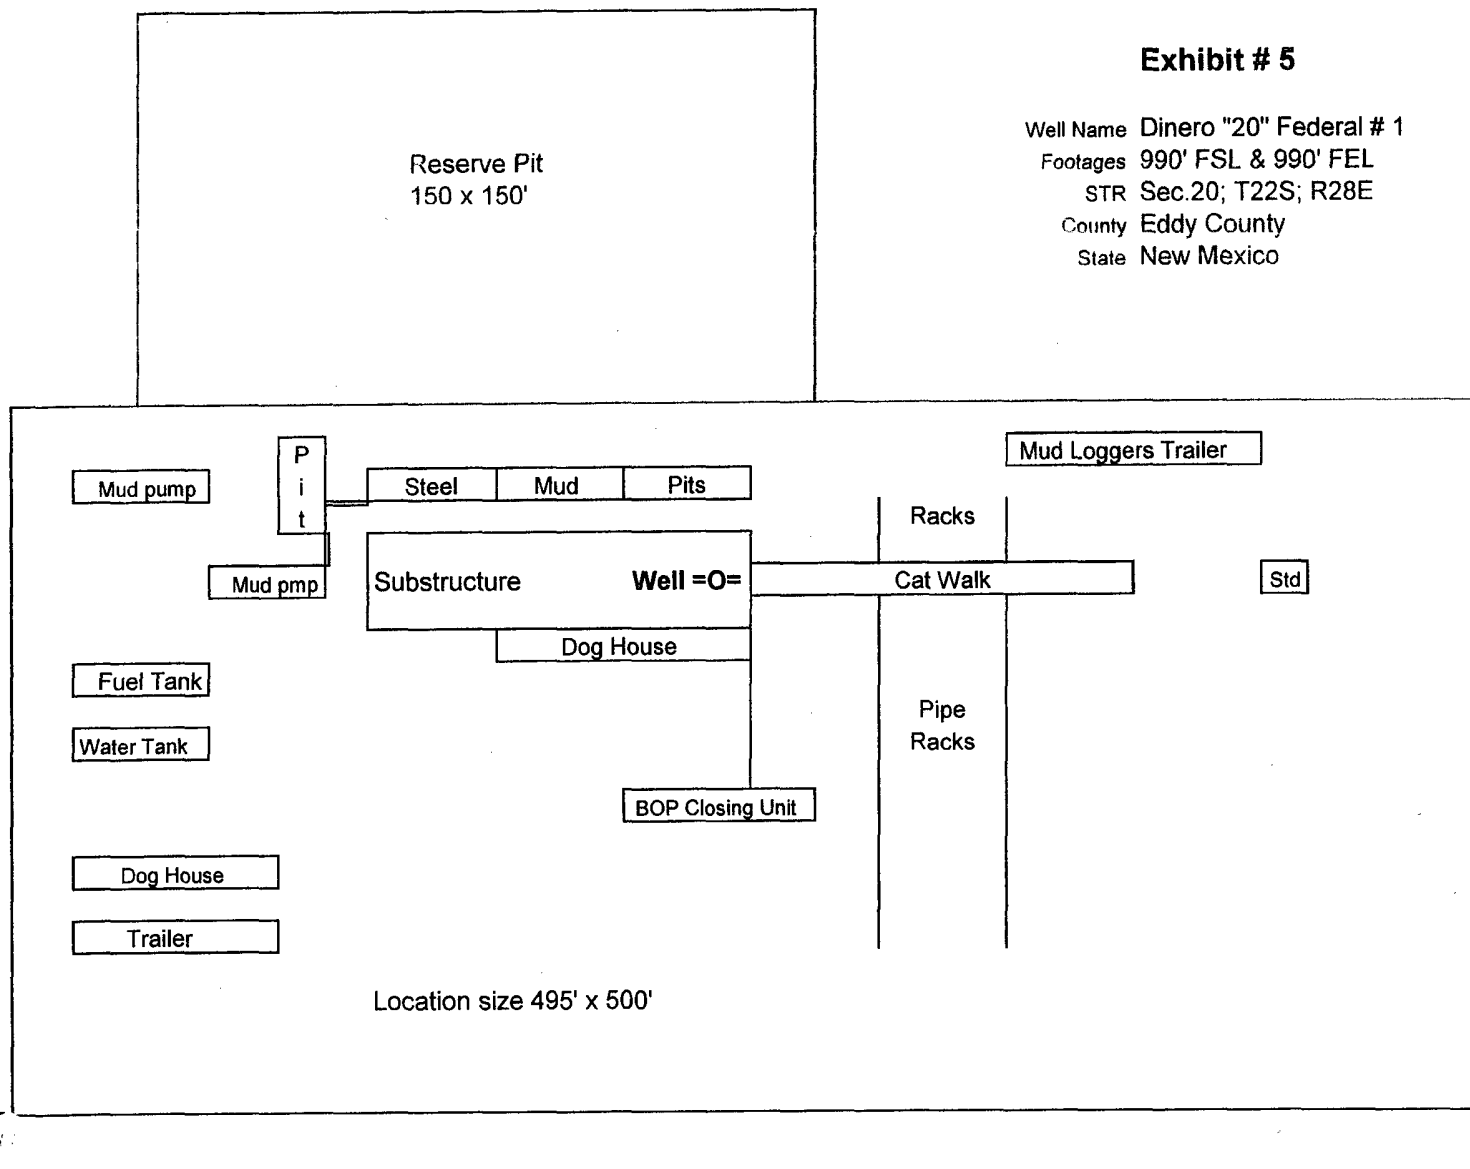 Exhibit # 5
Well Name Dinero "20" Federal # 1
Footages 990' FSL & 990' FEL
STR Sec.20; T22S; R28E
County Eddy County
State New Mexico
Reserve Pit
150 x 150'
Mud Loggers Trailer
P
i
t
Mud pump
Steel Mud Pits
Racks
Mud pmp
Substructure Well =O=
Cat Walk
Std
Dog House
Fuel Tank
Water Tank
Pipe
Racks
BOP Closing Unit
Dog House
Trailer
Location size 495' x 500'